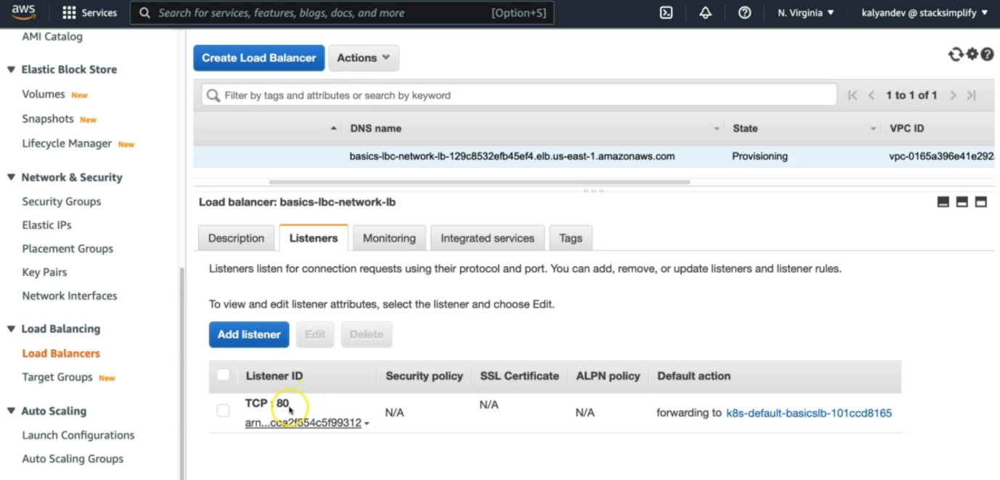 aws Services Search for services, features, blogs, docs, and more [Option+S] N. Virginia ▼ kalyandev @ stacksimplify ▼
AMI Catalog
Elastic Block Store
Volumes New
Snapshots New
Lifecycle Manager New
Network & Security
Security Groups
Elastic IPs
Placement Groups
Key Pairs
Network Interfaces
Load Balancing
Load Balancers
Target Groups New
Auto Scaling
Launch Configurations
Auto Scaling Groups
Create Load Balancer Actions
Filter by tags and attributes or search by keyword 1 to 1 of 1
DNS name State VPC ID
basics-lbc-network-lb-129c8532efb45ef4.elb.us-east-1.amazonaws.com Provisioning vpc-0165a396e41e292
Load balancer: basics-lbc-network-lb
Description Listeners Monitoring Integrated services Tags
Listeners listen for connection requests using their protocol and port. You can add, remove, or update listeners and listener rules.
To view and edit listener attributes, select the listener and choose Edit.
Add listener Edit Delete
Listener ID Security policy SSL Certificate ALPN policy Default action
TCP : 80 N/A N/A N/A forwarding to k8s-default-basicslb-101ccd8165
arn...cca2f554c5f99312